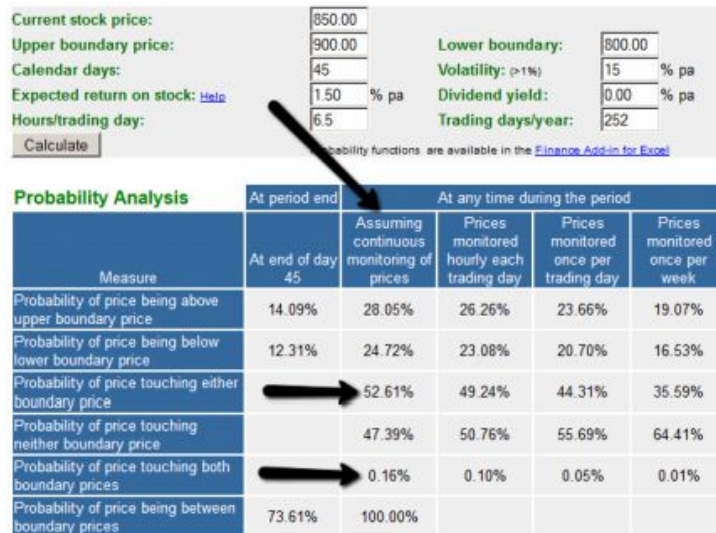 Current stock price: 850.00
Upper boundary price: 900.00 Lower boundary: 800.00
Calendar days: 45 Volatility: (>1%) 15 % pa
Expected return on stock: Help 1.50 % pa Dividend yield: 0.00 % pa
Hours/trading day: 6.5 Trading days/year: 252
Calculate
bability functions are available in the Finance Add-in for Excel
Probability Analysis At period end At any time during the period
Measure
At end of day
45
Assuming
continuous
monitoring of
prices
Prices
monitored
hourly each
trading day
Prices
monitored
once per
trading day
Prices
monitored
once per
week
Probability of price being above
upper boundary price
14.09% 28.05% 26.26% 23.66% 19.07%
Probability of price being below
lower boundary price
12.31% 24.72% 23.08% 20.70% 16.53%
Probability of price touching either
boundary price
52.61% 49.24% 44.31% 35.59%
Probability of price touching
neither boundary price
47.39% 50.76% 55.69% 64.41%
Probability of price touching both
boundary prices
0.16% 0.10% 0.05% 0.01%
Probability of price being between
boundary prices
73.61% 100.00%